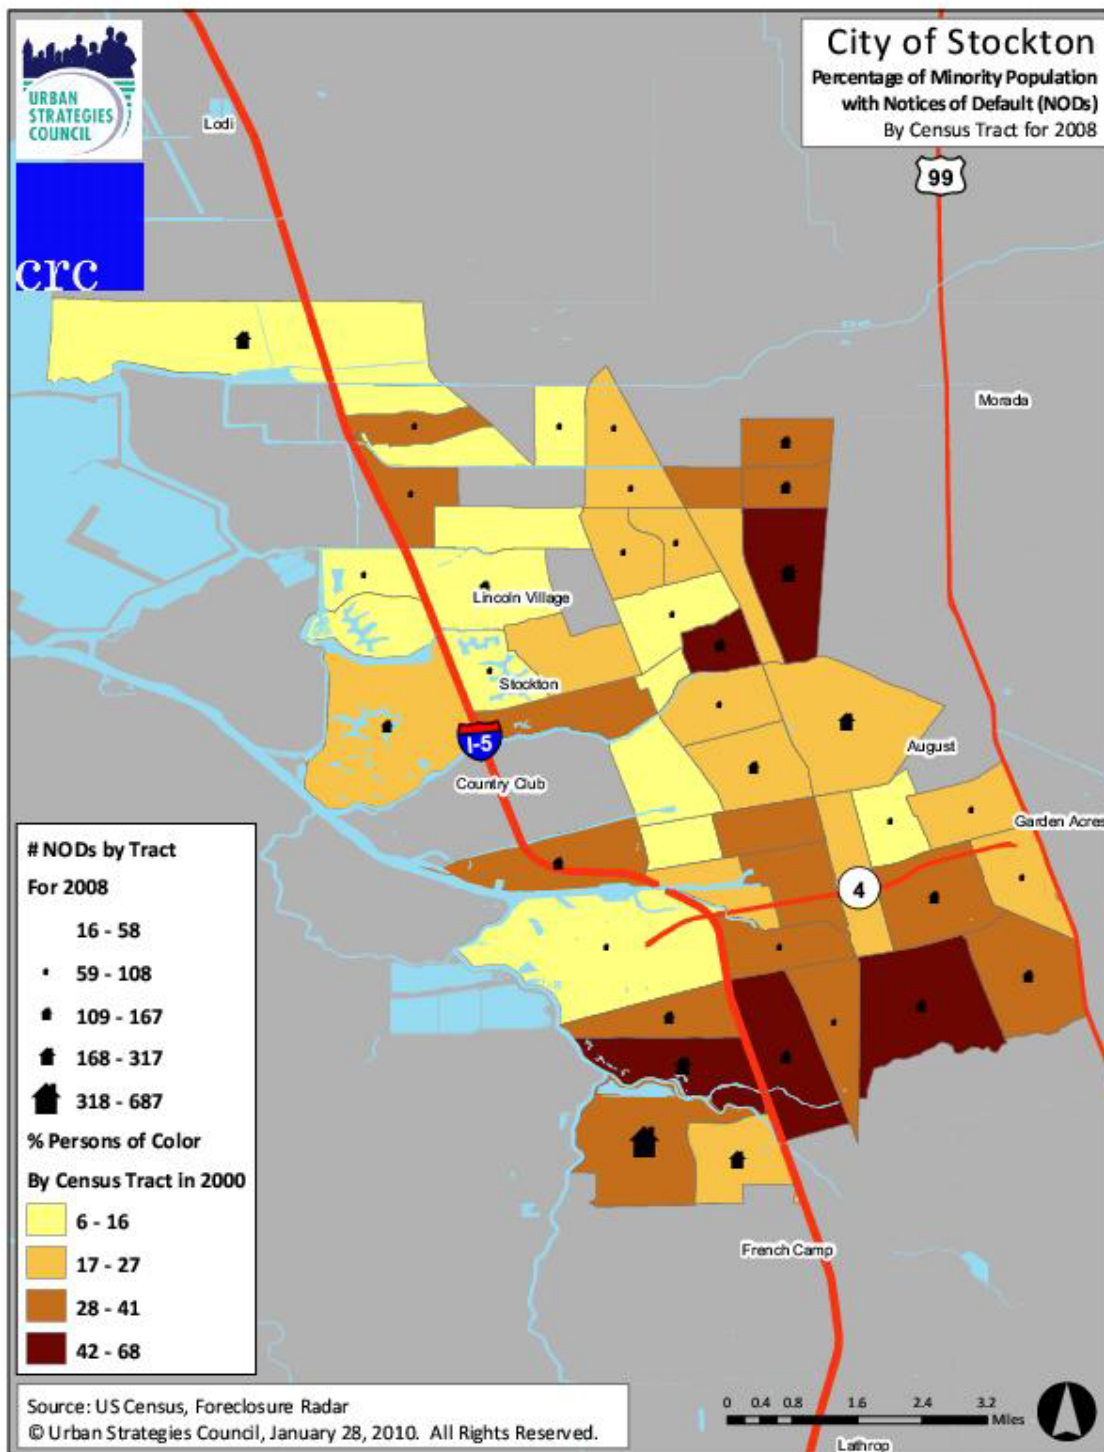 City of Stockton
Percentage of Minority Population
with Notices of Default (NODs)
By Census Tract for 2008
URBAN
STRATEGIES
COUNCIL
crc
Lodi
99
Morada
Lincoln Village
Stockton
I-5
Country Club
August
Garden Acres
4
French Camp
Lathrop
# NODs by Tract
For 2008
16 - 58
59 - 108
109 - 167
168 - 317
318 - 687
% Persons of Color
By Census Tract in 2000
6 - 16
17 - 27
28 - 41
42 - 68
Source: US Census, Foreclosure Radar
© Urban Strategies Council, January 28, 2010. All Rights Reserved.
0 0.4 0.8 1.6 2.4 3.2
Miles